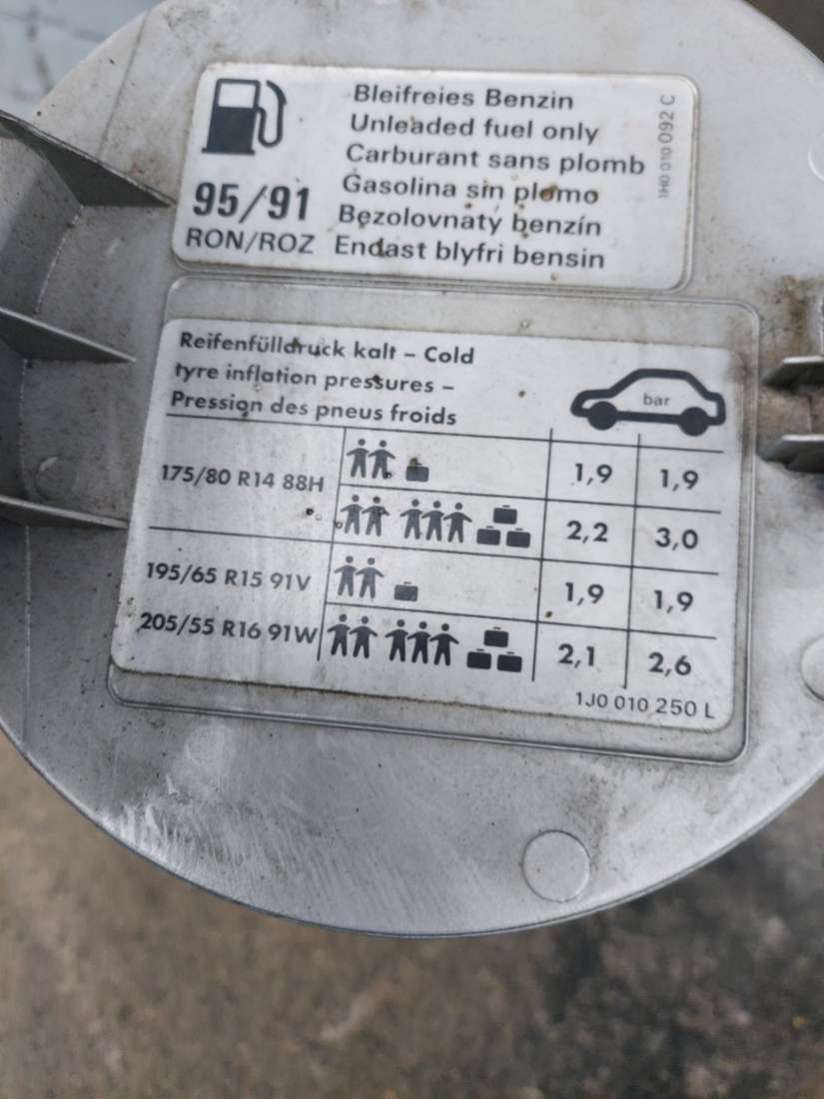 Bleifreies Benzin
Unleaded fuel only
Carburant sans plomb
Gasolina sin plomo
95/91 Bezolovnatý benzín
RON/ROZ Endast blyfri bensin
1H0 010 092 C
Reifenfülldruck kalt – Cold
tyre inflation pressures –
Pression des pneus froids
bar
175/80 R14 88H 1,9 1,9
2,2 3,0
195/65 R15 91V 1,9 1,9
205/55 R16 91W 2,1 2,6
1J0 010 250 L